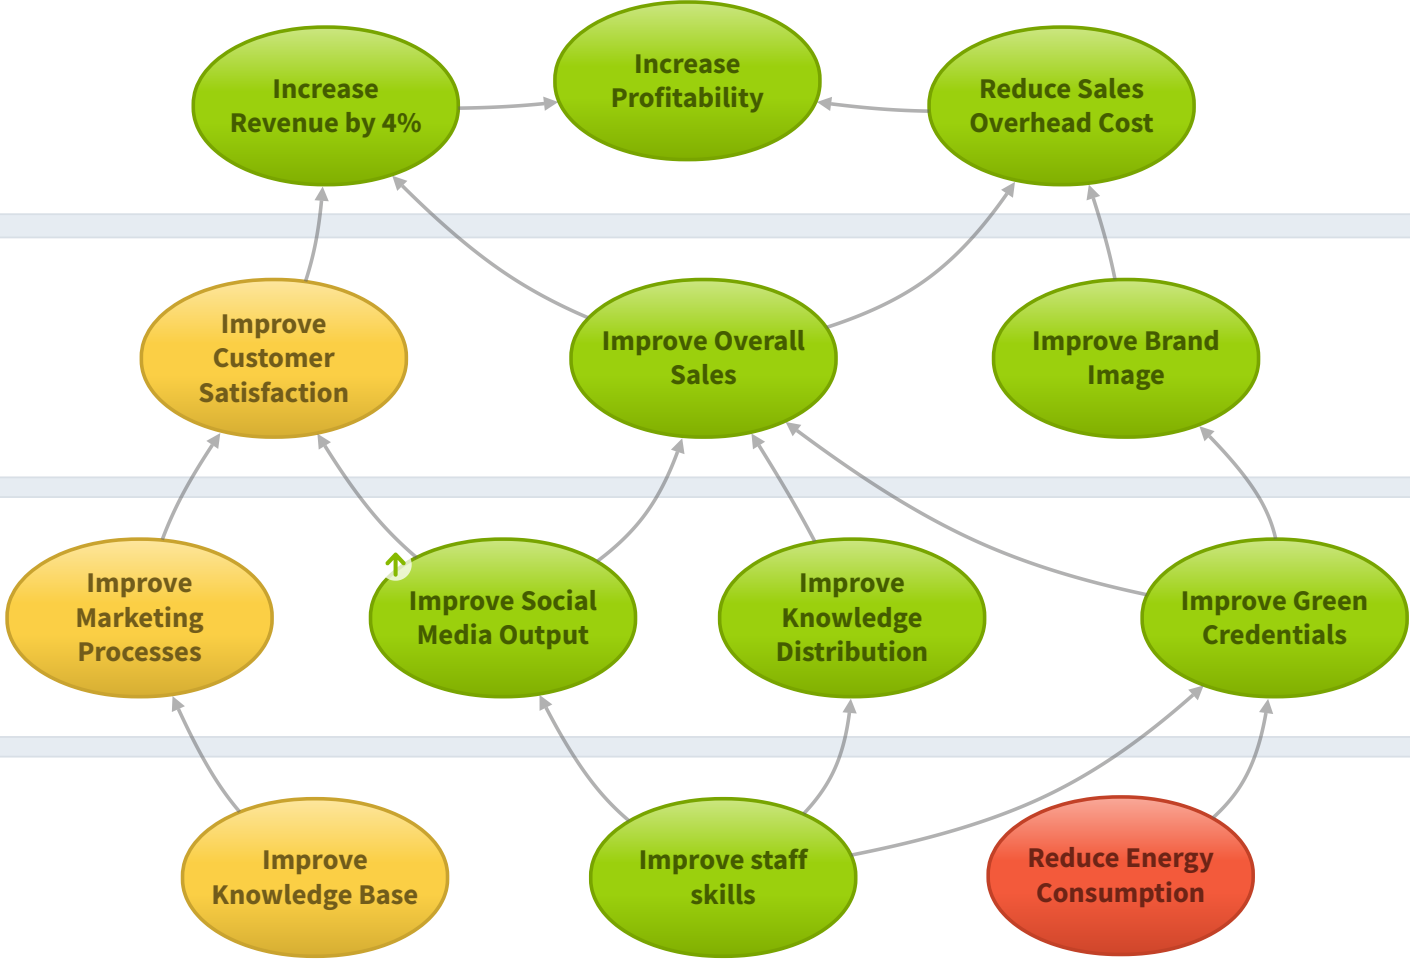 Increase
Revenue by 4%
Increase
Profitability
Reduce Sales
Overhead Cost
Improve
Customer
Satisfaction
Improve Overall
Sales
Improve Brand
Image
Improve
Marketing
Processes
Improve Social
Media Output
Improve
Knowledge
Distribution
Improve Green
Credentials
Improve
Knowledge Base
Improve staff
skills
Reduce Energy
Consumption